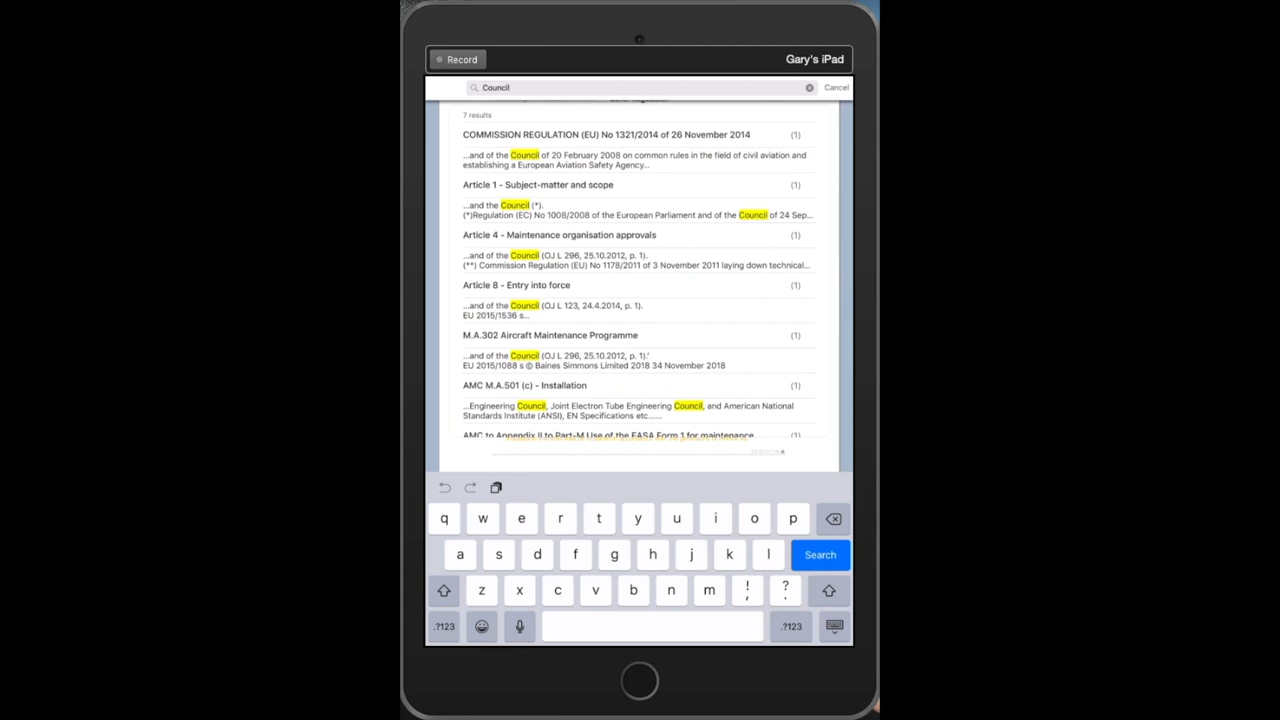 Record
Gary's iPad
Council
Cancel
7 results
COMMISSION REGULATION (EU) No 1321/2014 of 26 November 2014 (1)
...and of the Council of 20 February 2008 on common rules in the field of civil aviation and
establishing a European Aviation Safety Agency...
Article 1 - Subject-matter and scope (1)
...and the Council (*).
(*)Regulation (EC) No 1008/2008 of the European Parliament and of the Council of 24 Sep...
Article 4 - Maintenance organisation approvals (1)
...and of the Council (OJ L 296, 25.10.2012, p. 1).
(**) Commission Regulation (EU) No 1178/2011 of 3 November 2011 laying down technical...
Article 8 - Entry into force (1)
...and of the Council (OJ L 123, 24.4.2014, p. 1).
EU 2015/1536 s...
M.A.302 Aircraft Maintenance Programme (1)
...and of the Council (OJ L 296, 25.10.2012, p. 1).'
EU 2015/1088 s © Baines Simmons Limited 2018 34 November 2018
AMC M.A.501 (c) - Installation (1)
...Engineering Council, Joint Electron Tube Engineering Council, and American National
Standards Institute (ANSI), EN Specifications etc......
AMC to Appendix II to Part-M Use of the EASA Form 1 for maintenance (1)
q w e r t y u i o p
a s d f g h j k l Search
z x c v b n m ! , ? .
.?123 .?123